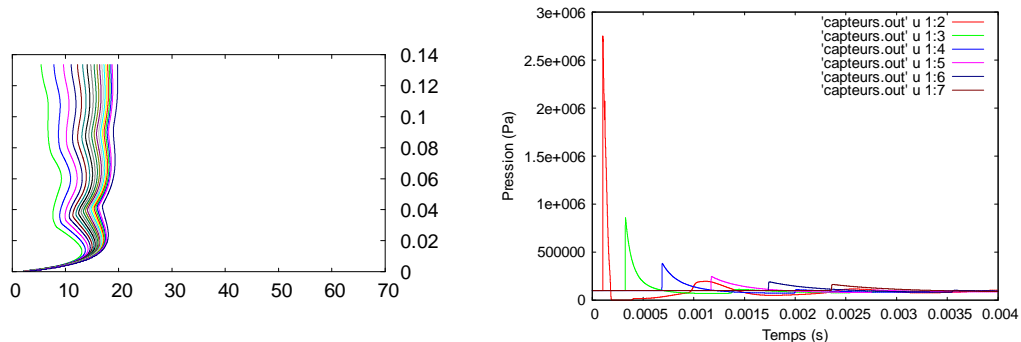 0.14
0.12
0.1
0.08
0.06
0.04
0.02
0
0 10 20 30 40 50 60 70
3e+006
2.5e+006
2e+006
1.5e+006
1e+006
500000
0
Pression (Pa)
'capteurs.out' u 1:2
'capteurs.out' u 1:3
'capteurs.out' u 1:4
'capteurs.out' u 1:5
'capteurs.out' u 1:6
'capteurs.out' u 1:7
0 0.0005 0.001 0.0015 0.002 0.0025 0.003 0.0035 0.004
Temps (s)